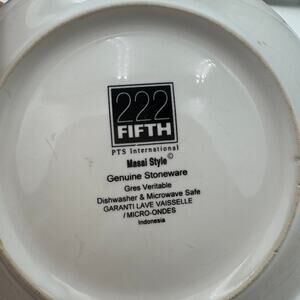 222
FIFTH
PTS International
Masai Style©
Genuine Stoneware
Gres Veritable
Dishwasher & Microwave Safe
GARANTI LAVE VAISSELLE
/ MICRO-ONDES
Indonesia